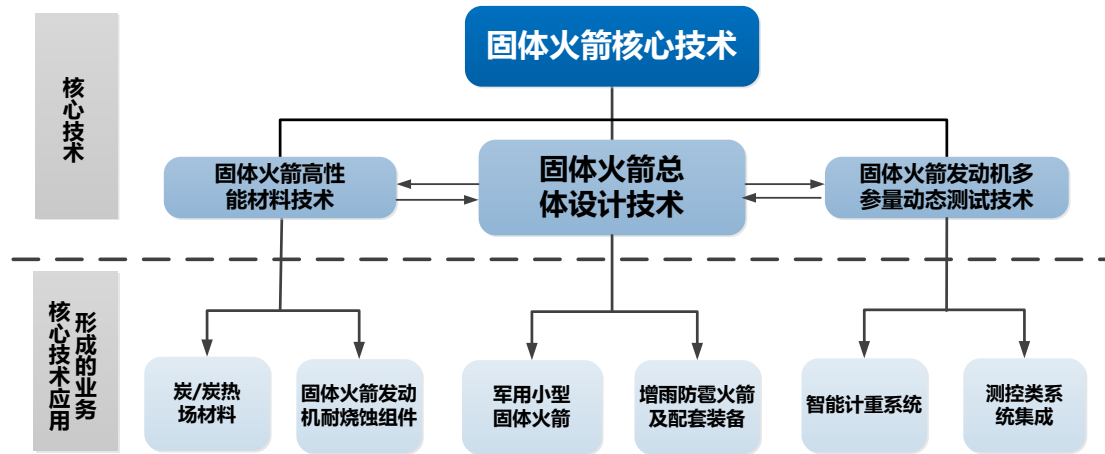 固体火箭核心技术
核心技术
固体火箭高性
能材料技术
固体火箭总
体设计技术
固体火箭发动机多
参量动态测试技术
核心技术应用
形成的业务
炭/炭热
场材料
固体火箭发动
机耐烧蚀组件
军用小型
固体火箭
增雨防雹火箭
及配套装备
智能计重系统
测控类系
统集成